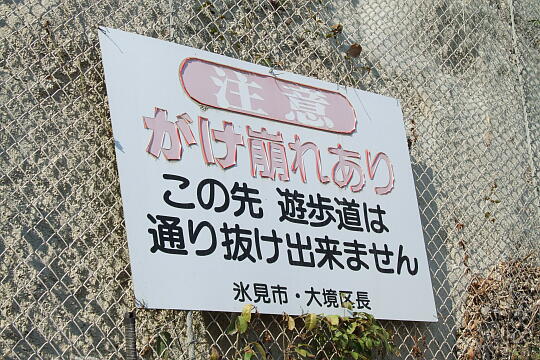 注意
がけ崩れあり
この先 遊歩道は
通り抜け出来ません
氷見市・大境区長